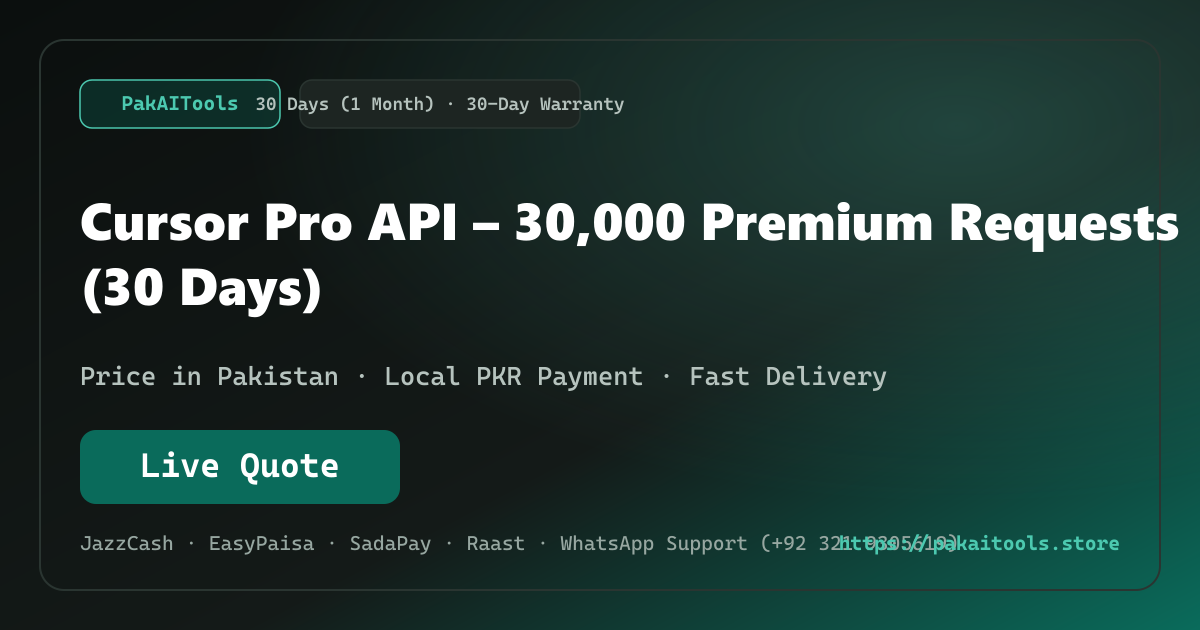 PakAITools 30 Days (1 Month) · 30-Day Warranty
Cursor Pro API – 30,000 Premium Requests
(30 Days)
Price in Pakistan · Local PKR Payment · Fast Delivery
Live Quote
JazzCash · EasyPaisa · SadaPay · Raast · WhatsApp Support (+92 321 https://pakaitools.store